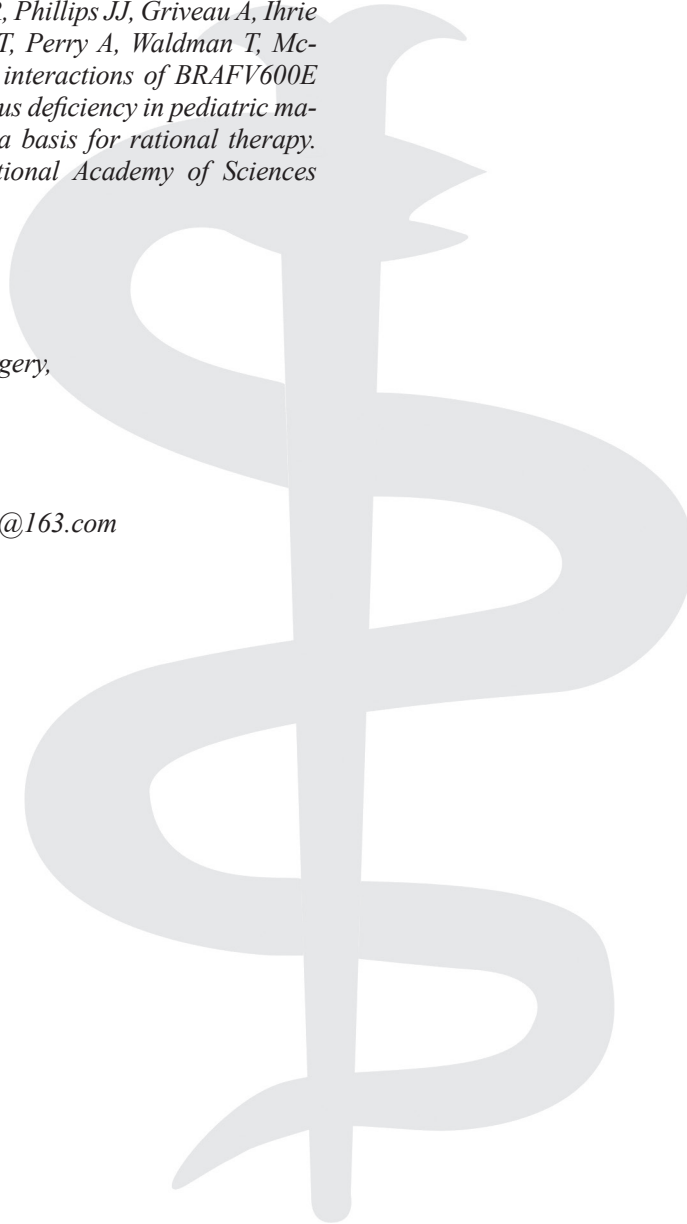 , Phillips JJ, Griveau A, Ihrie
T, Perry A, Waldman T, Mc-
interactions of BRAFV600E
us deficiency in pediatric ma-
a basis for rational therapy.
tional Academy of Sciences
gery,
@163.com